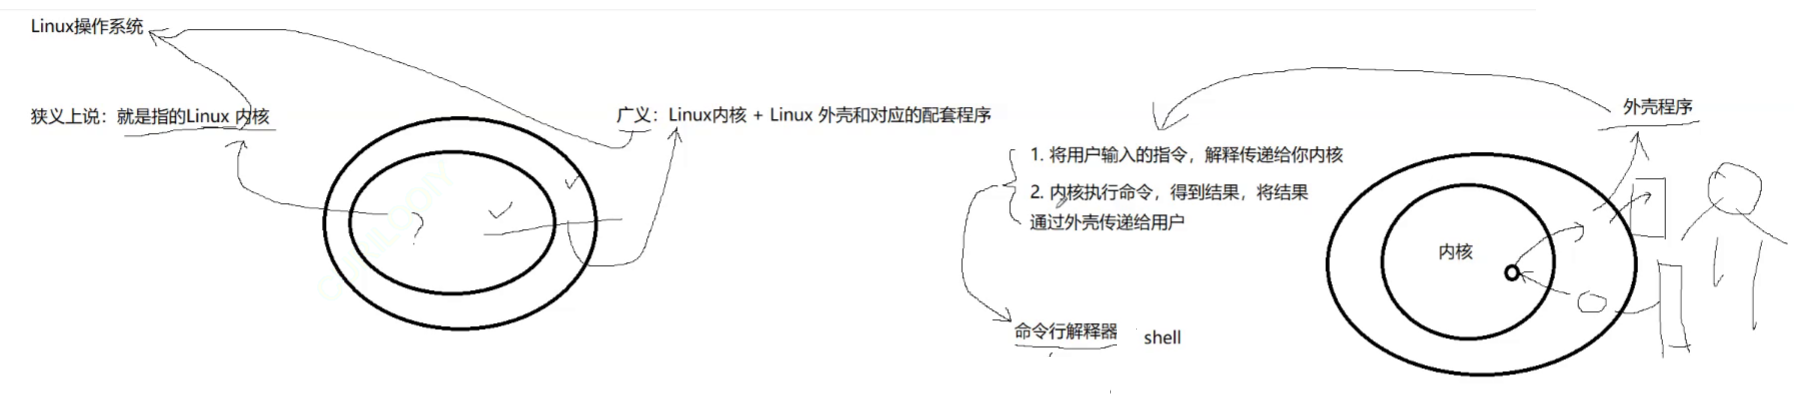 Linux操作系统
狭义上说：就是指的Linux 内核
广义：Linux内核 + Linux 外壳和对应的配套程序
外壳程序
1. 将用户输入的指令，解释传递给你内核
2. 内核执行命令，得到结果，将结果
通过外壳传递给用户
内核
命令行解释器 shell